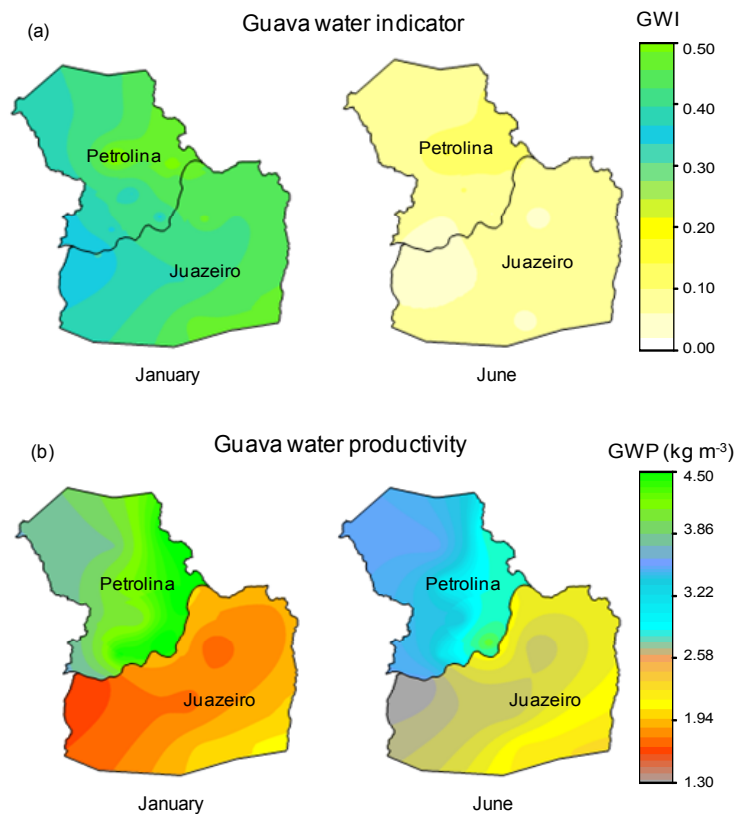 (a)
Guava water indicator
GWI
0.50
0.40
0.30
0.20
0.10
0.00
Petrolina
Juazeiro
January
Petrolina
Juazeiro
June
(b)
Guava water productivity
GWP (kg m-3)
4.50
3.86
3.22
2.58
1.94
1.30
Petrolina
Juazeiro
January
Petrolina
Juazeiro
June